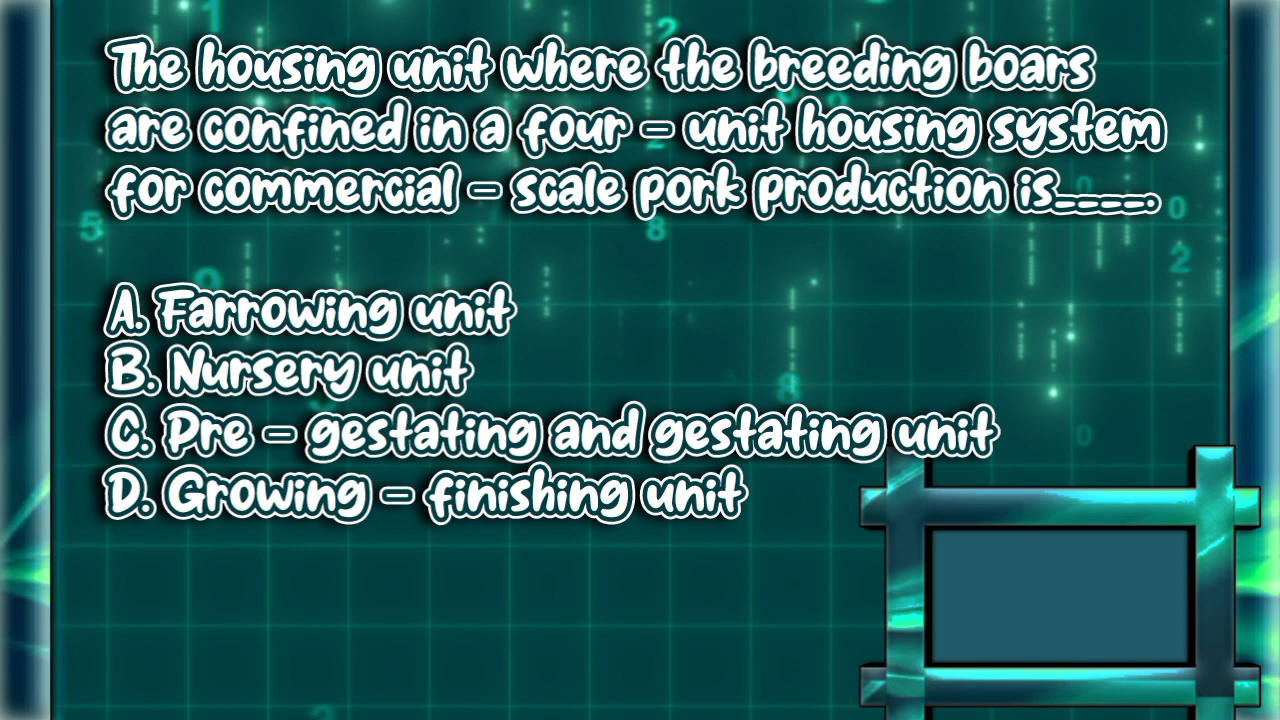 The housing unit where the breeding boars
are confined in a four - unit housing system
for commercial - scale pork production is____.
A. Farrowing unit
B. Nursery unit
C. Pre - gestating and gestating unit
D. Growing - finishing unit